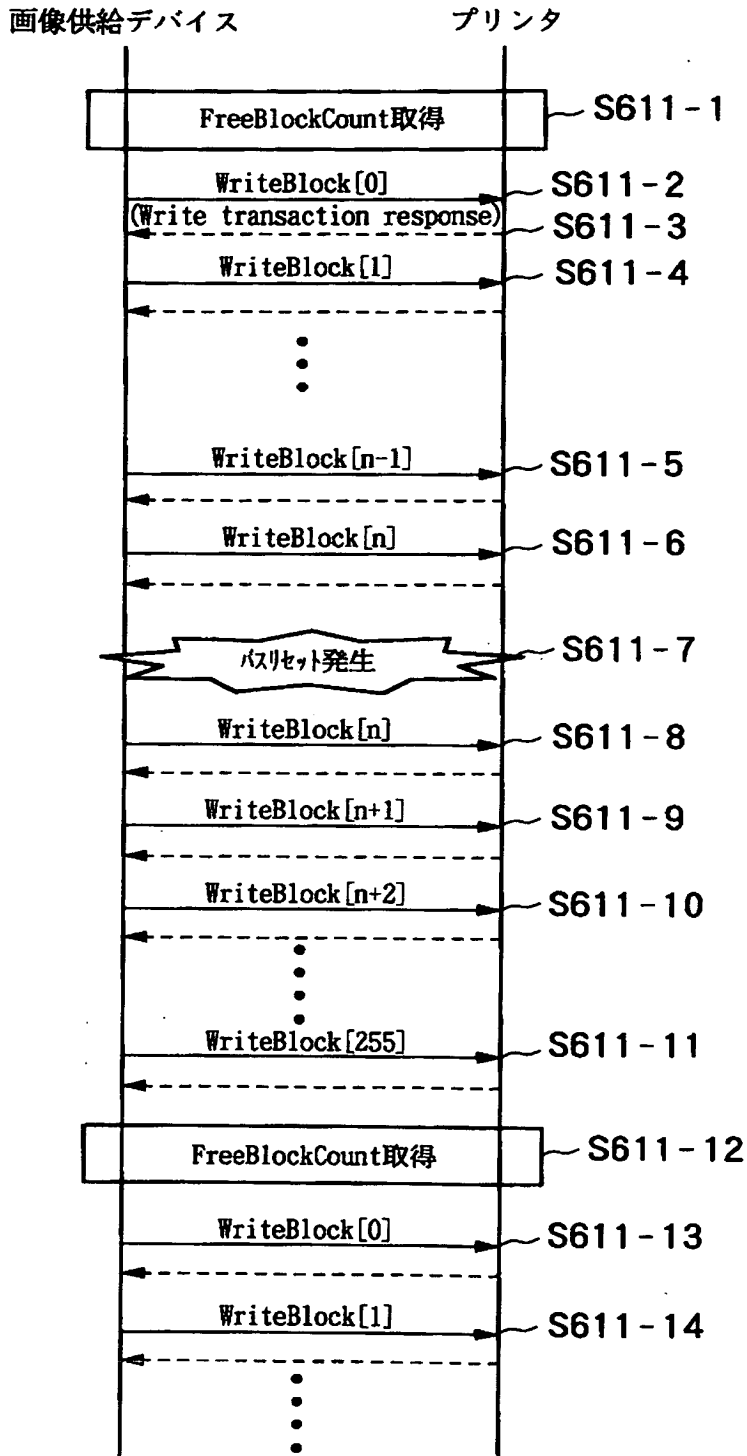 画像供給デバイス プリンタ
FreeBlockCount取得 S611-1
WriteBlock[0] S611-2
(Write transaction response) S611-3
WriteBlock[1] S611-4
WriteBlock[n-1] S611-5
WriteBlock[n] S611-6
バスリセット発生 S611-7
WriteBlock[n] S611-8
WriteBlock[n+1] S611-9
WriteBlock[n+2] S611-10
WriteBlock[255] S611-11
FreeBlockCount取得 S611-12
WriteBlock[0] S611-13
WriteBlock[1] S611-14